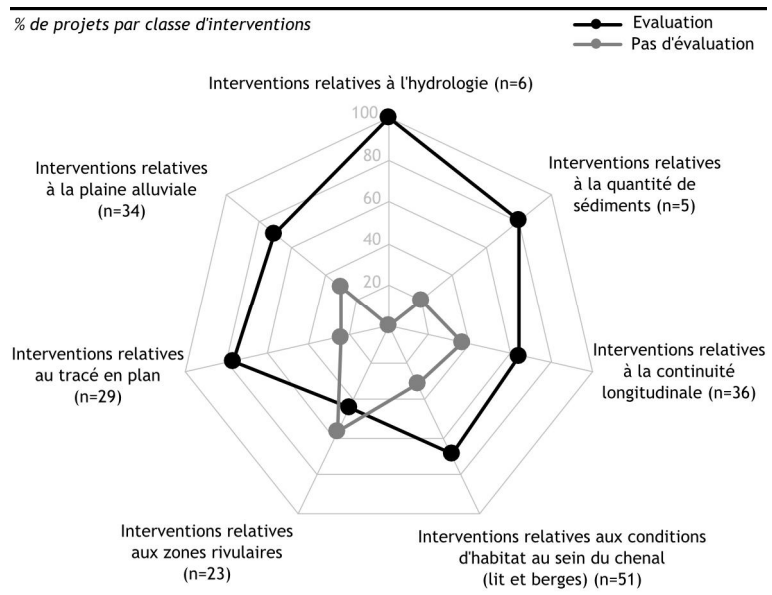 % de projets par classe d'interventions
Evaluation
Pas d'évaluation
Interventions relatives à l'hydrologie (n=6)
100
80
60
40
20
Interventions relatives
à la quantité de
sédiments (n=5)
Interventions relatives
à la continuité
longitudinale (n=36)
Interventions relatives aux conditions
d'habitat au sein du chenal
(lit et berges) (n=51)
Interventions relatives
aux zones rivulaires
(n=23)
Interventions relatives
au tracé en plan
(n=29)
Interventions relatives
à la plaine alluviale
(n=34)